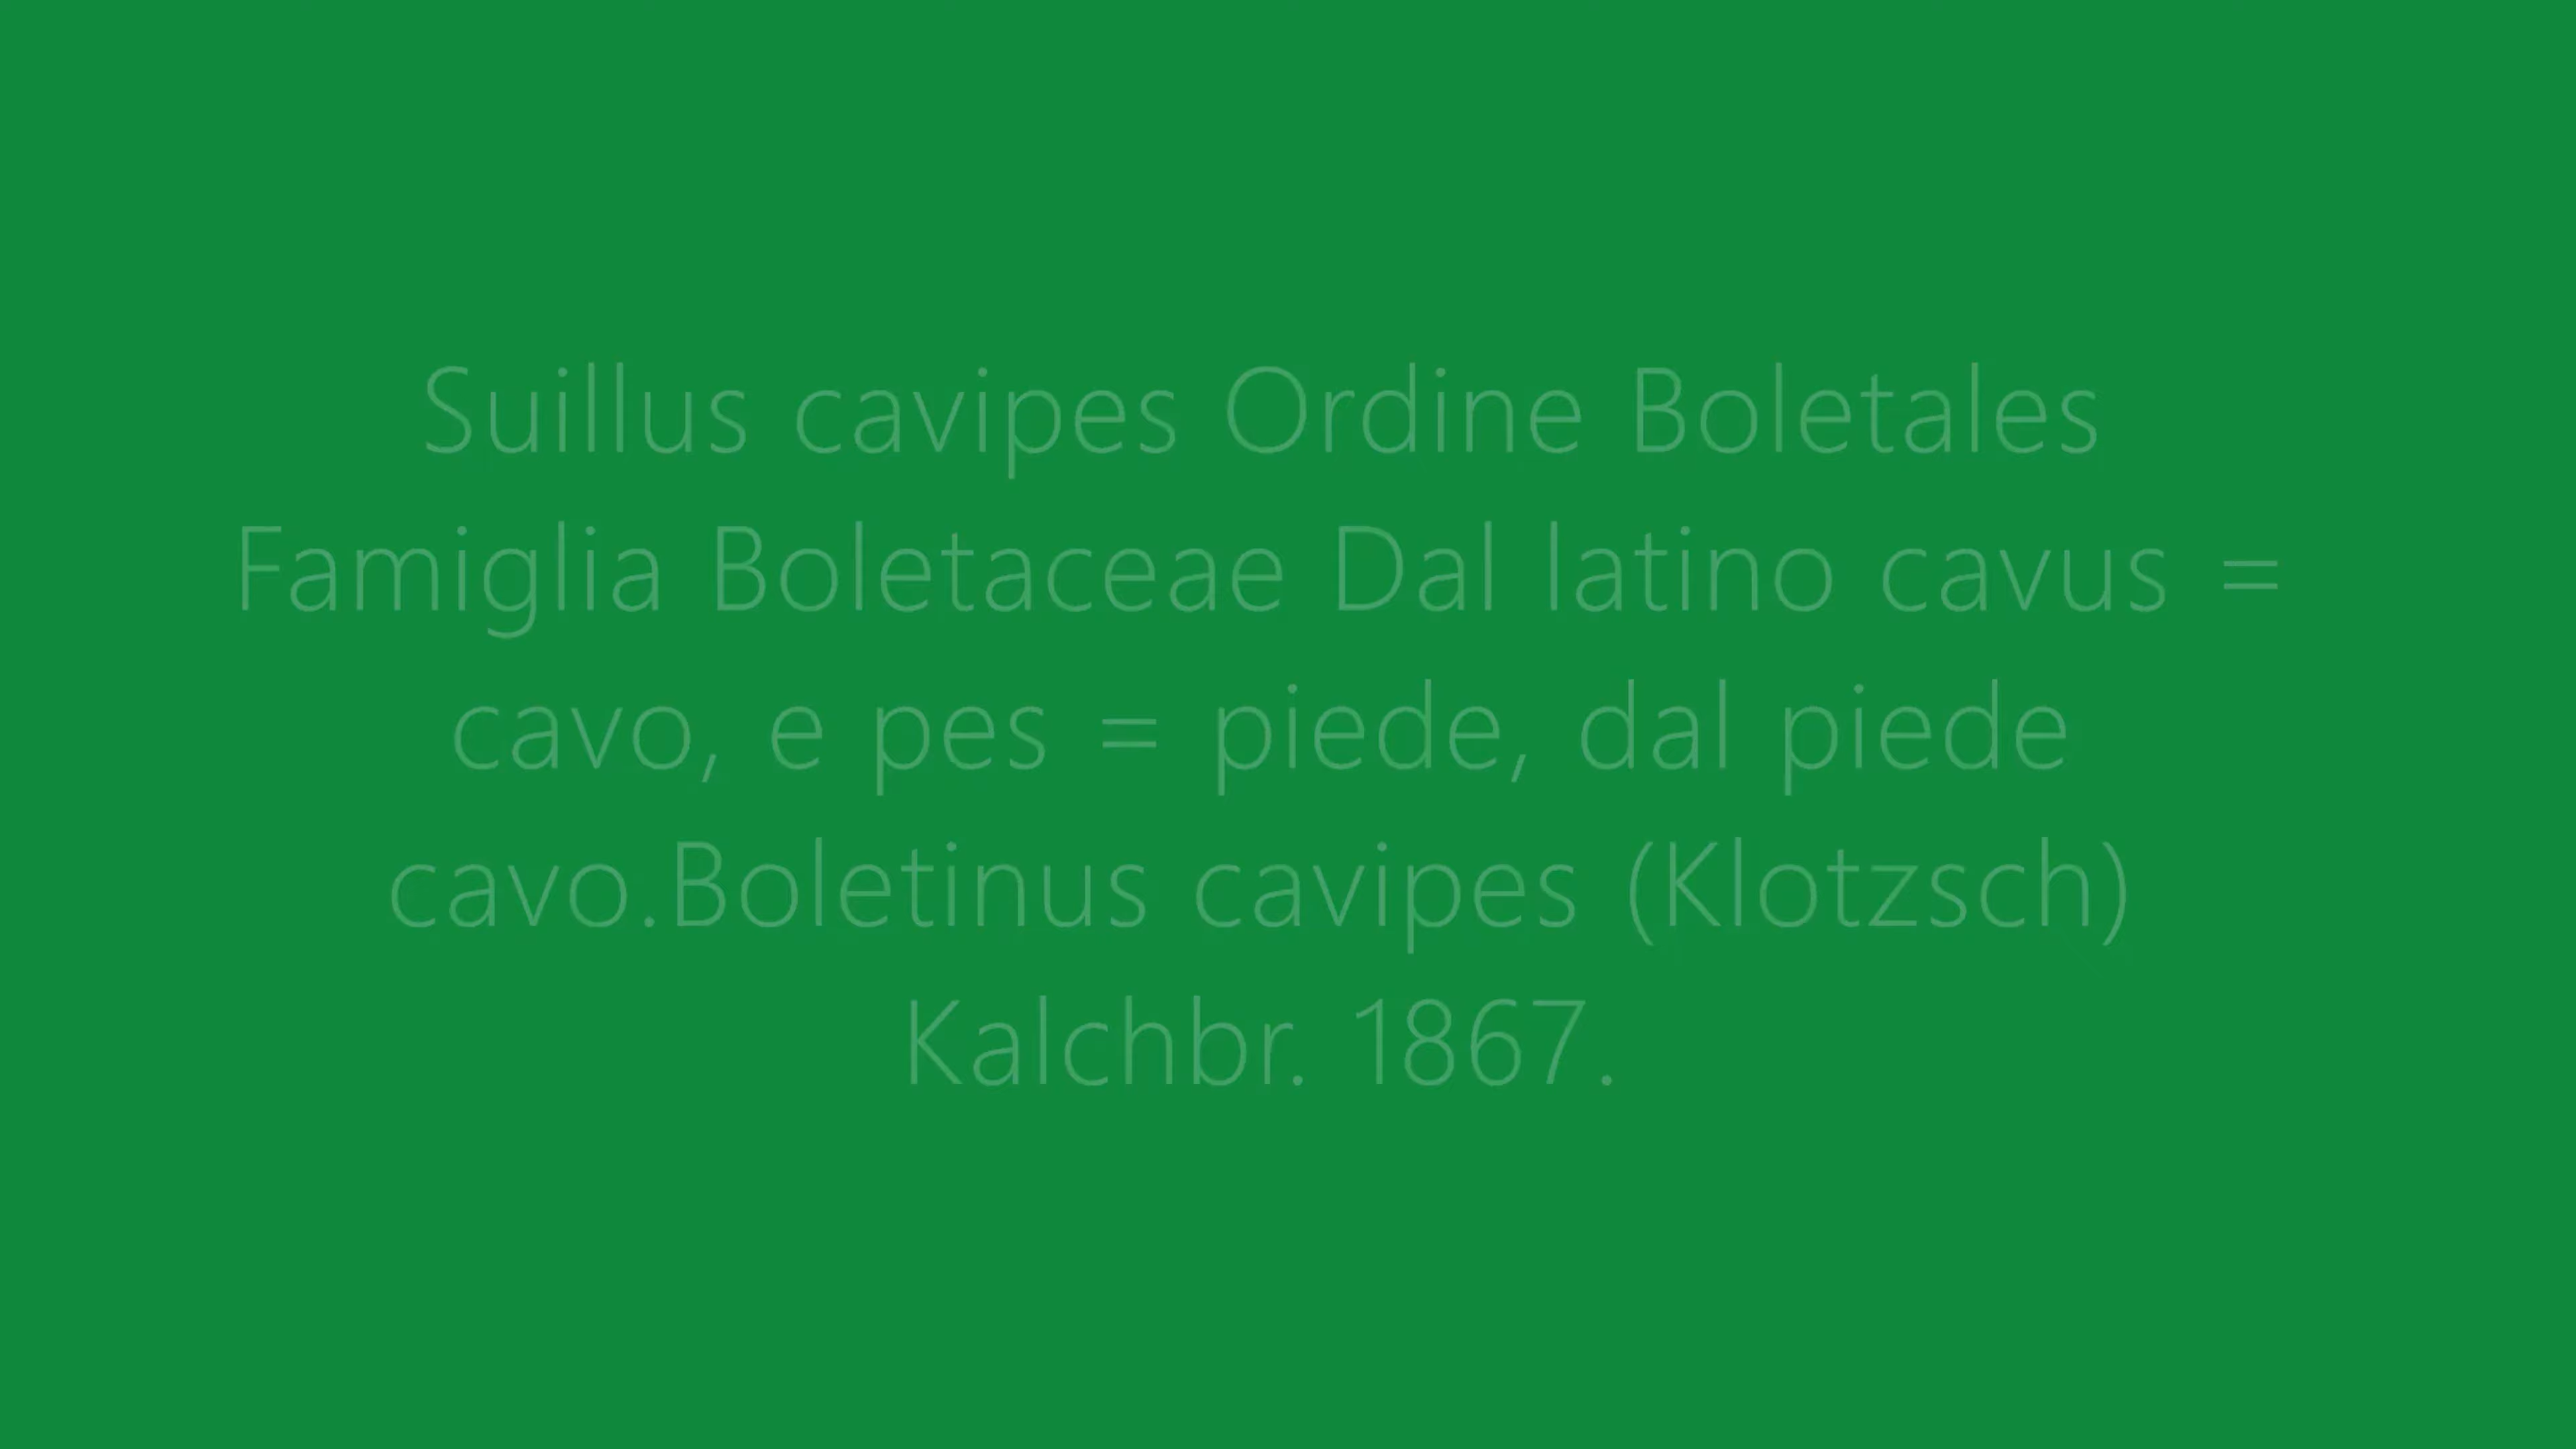 Suillus cavipes Ordine Boletales
Famiglia Boletaceae Dal latino cavus =
cavo, e pes = piede, dal piede
cavo.Boletinus cavipes (Klotzsch)
Kalchbr. 1867.